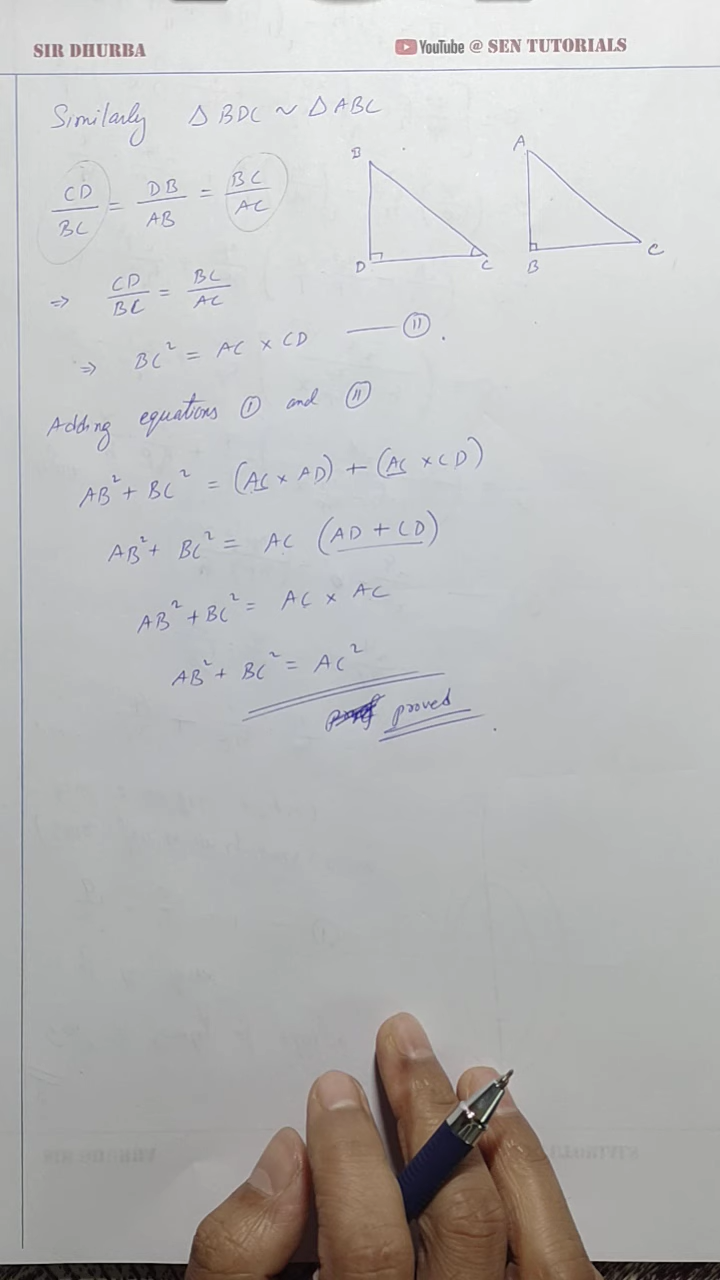 SIR DHURBA
YouTube @ SEN TUTORIALS
Similarly △ BDC ~ △ ABC
CD/BC = DB/AB = BC/AC
B
D
C
A
B
C
⇒ CD/BC = BC/AC
⇒ BC² = AC × CD — (II).
Adding equations (I) and (II)
AB² + BC² = (AC × AD) + (AC × CD)
AB² + BC² = AC (AD + CD)
AB² + BC² = AC × AC
AB² + BC² = AC²
proved